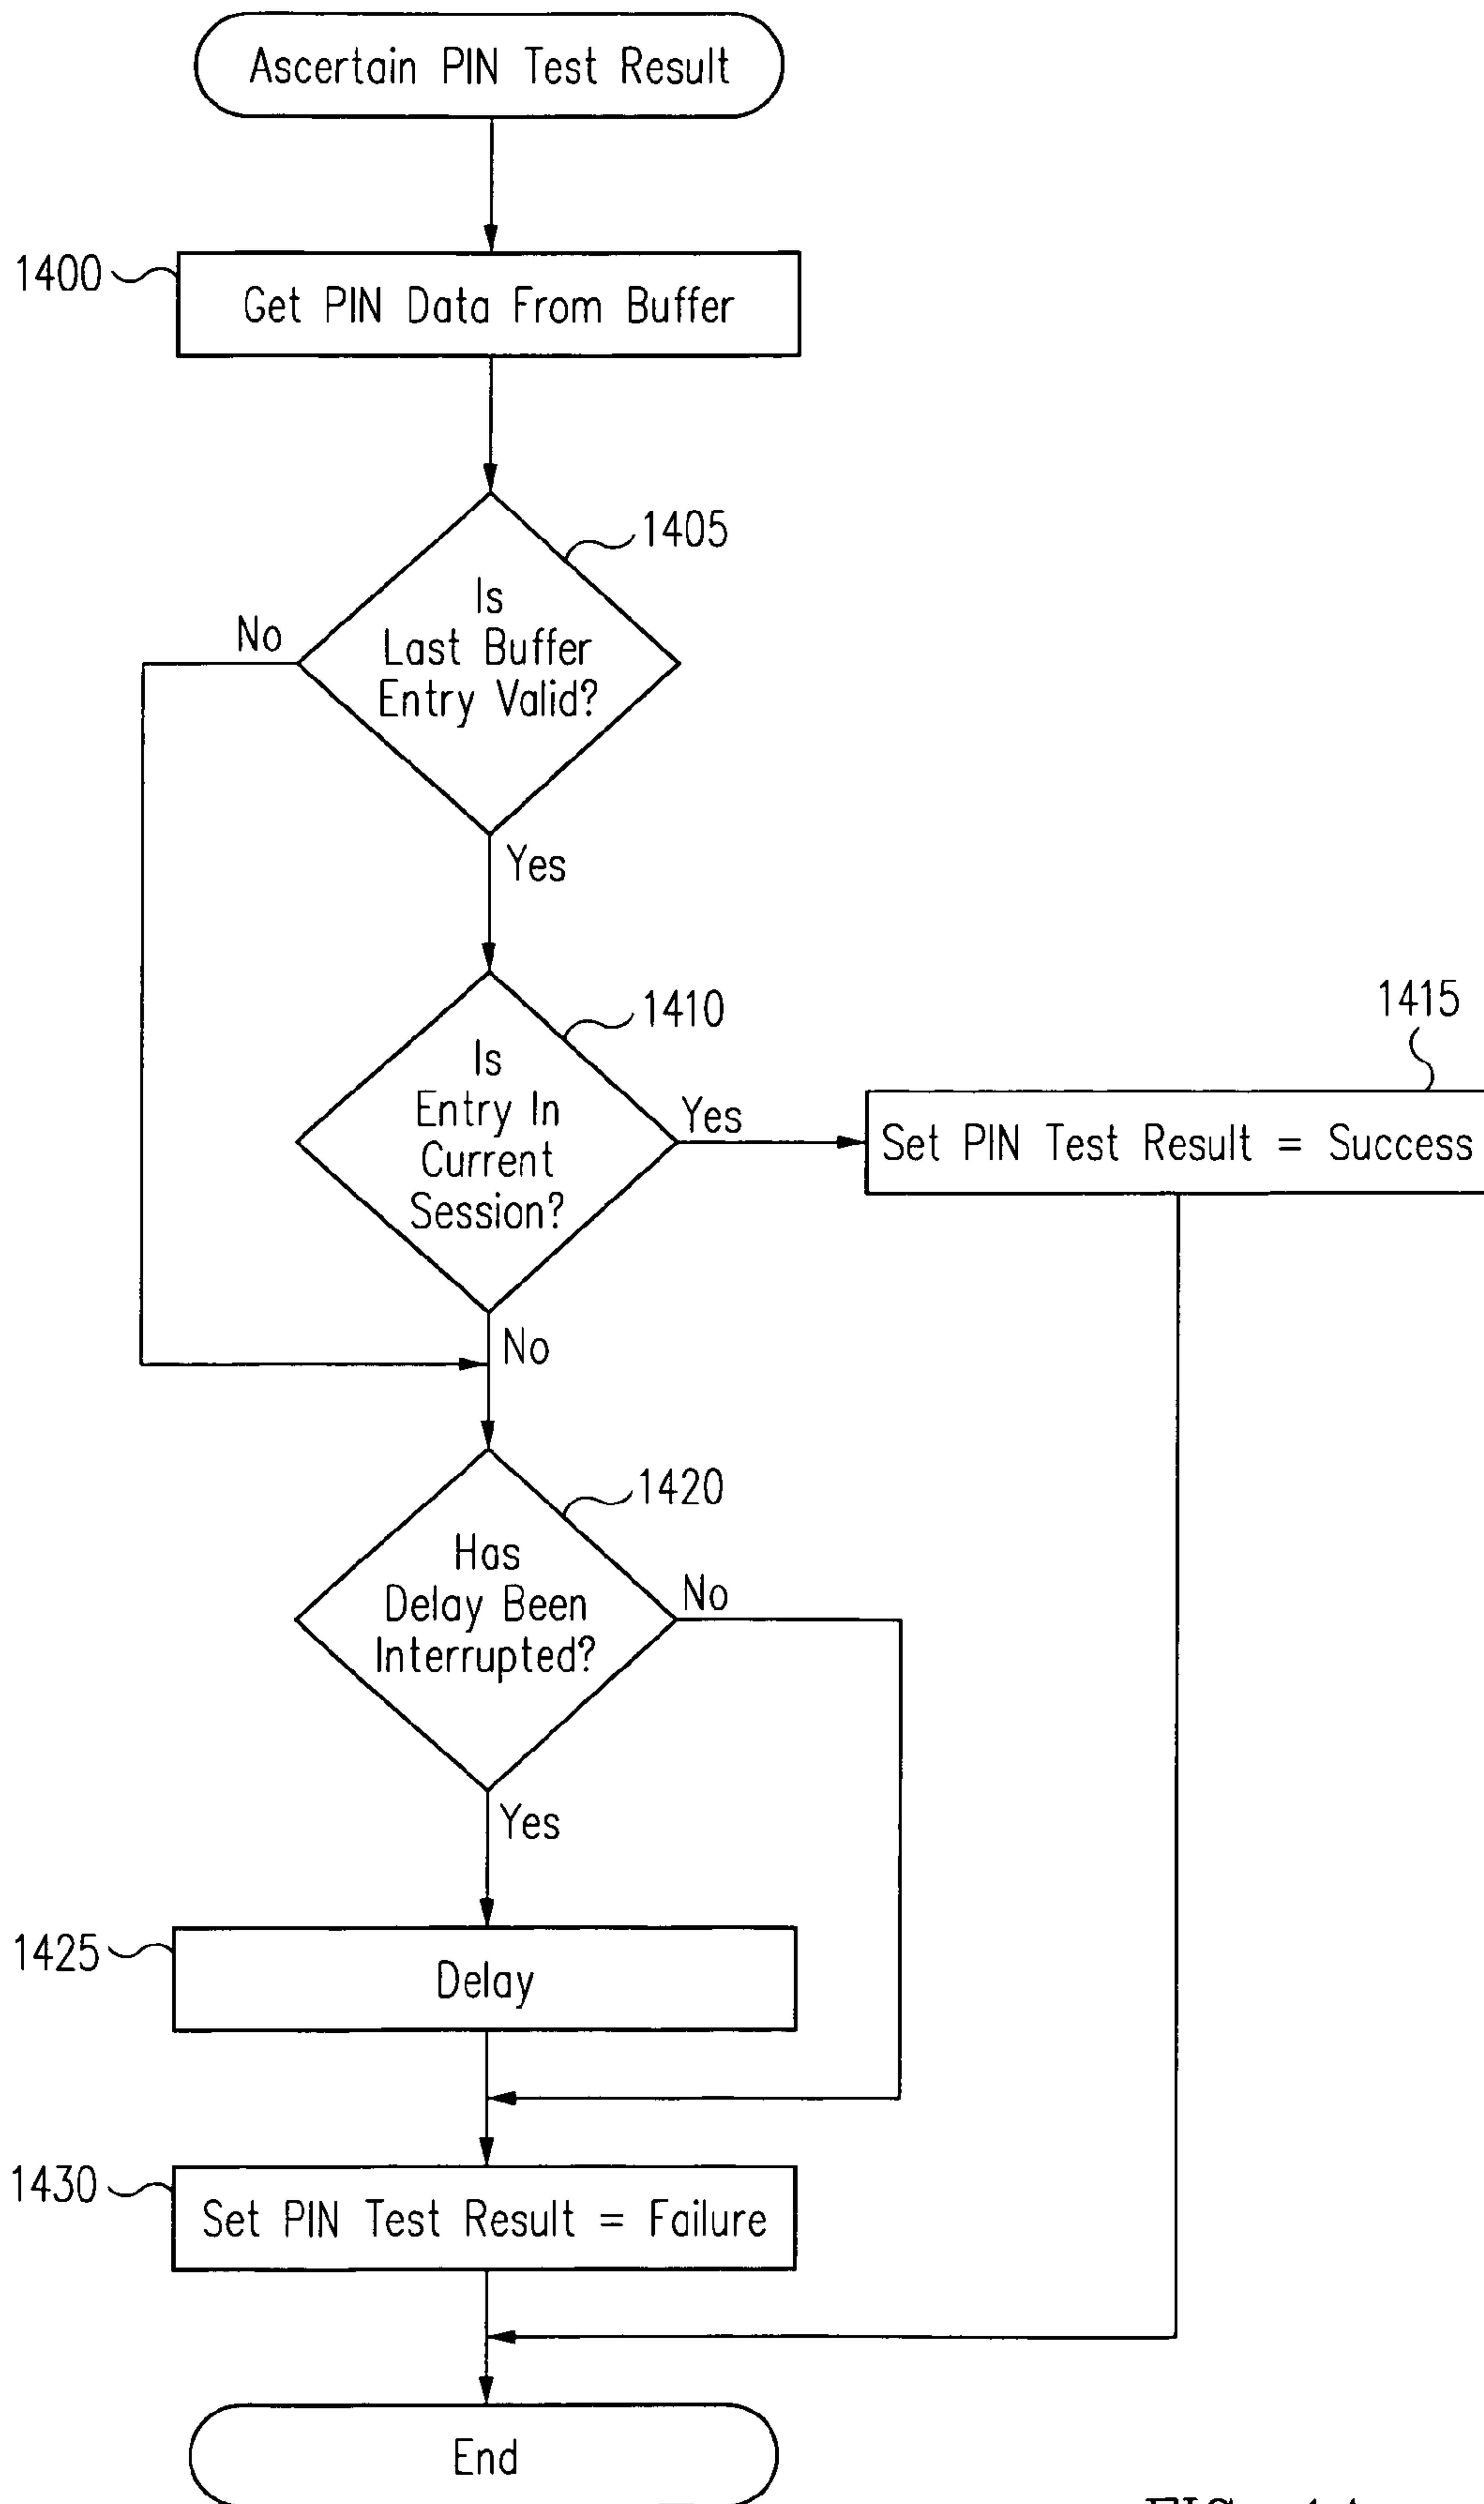 Ascertain PIN Test Result
1400
Get PIN Data From Buffer
1405
Is
Last Buffer
Entry Valid?
No
Yes
1410
Is
Entry In
Current
Session?
Yes
1415
Set PIN Test Result = Success
No
1420
Has
Delay Been
Interrupted?
No
Yes
1425
Delay
1430
Set PIN Test Result = Failure
End